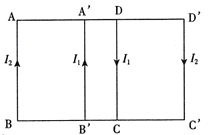 A A' D D'
I₂ I₁ I₁ I₂
B B' C C'